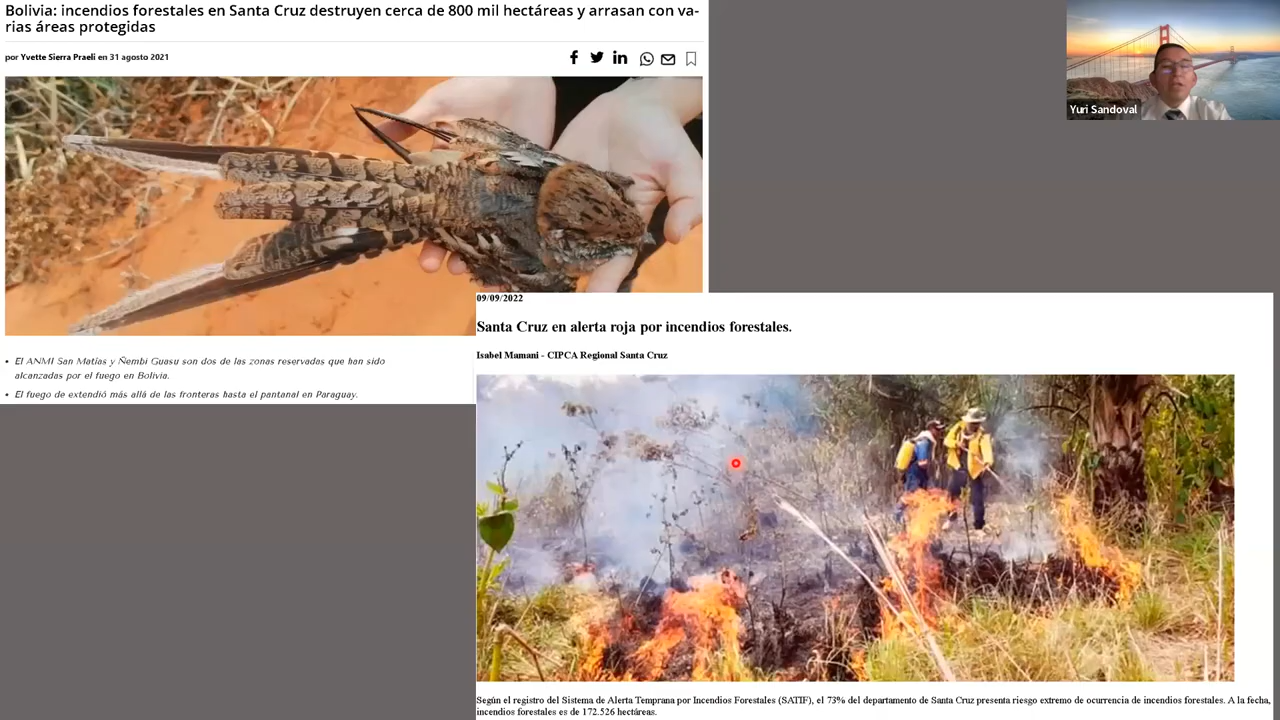 Bolivia: incendios forestales en Santa Cruz destruyen cerca de 800 mil hectáreas y arrasan con va-
rias áreas protegidas
por Yvette Sierra Praeli en 31 agosto 2021
Yuri Sandoval
• El ANMI San Matías y Ñembi Guasu son dos de las zonas reservadas que han sido
alcanzadas por el fuego en Bolivia.
• El fuego de extendió más allá de las fronteras hasta el pantanal en Paraguay.
09/09/2022
Santa Cruz en alerta roja por incendios forestales.
Isabel Mamani - CIPCA Regional Santa Cruz
Según el registro del Sistema de Alerta Temprana por Incendios Forestales (SATIF), el 73% del departamento de Santa Cruz presenta riesgo extremo de ocurrencia de incendios forestales. A la fecha,
incendios forestales es de 172.526 hectáreas.